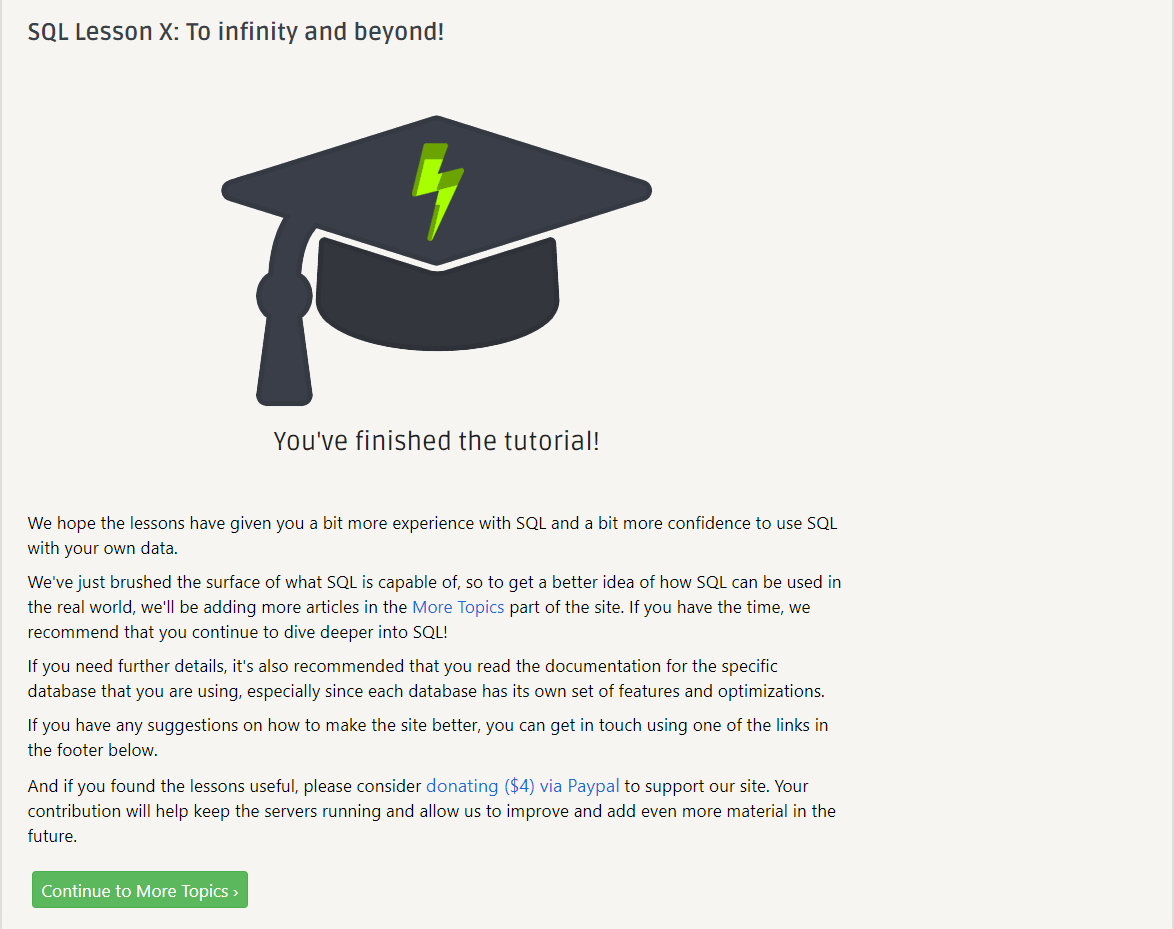 SQL Lesson X: To infinity and beyond!
You've finished the tutorial!
We hope the lessons have given you a bit more experience with SQL and a bit more confidence to use SQL
with your own data.
We've just brushed the surface of what SQL is capable of, so to get a better idea of how SQL can be used in
the real world, we'll be adding more articles in the More Topics part of the site. If you have the time, we
recommend that you continue to dive deeper into SQL!
If you need further details, it's also recommended that you read the documentation for the specific
database that you are using, especially since each database has its own set of features and optimizations.
If you have any suggestions on how to make the site better, you can get in touch using one of the links in
the footer below.
And if you found the lessons useful, please consider donating ($4) via Paypal to support our site. Your
contribution will help keep the servers running and allow us to improve and add even more material in the
future.
Continue to More Topics ›